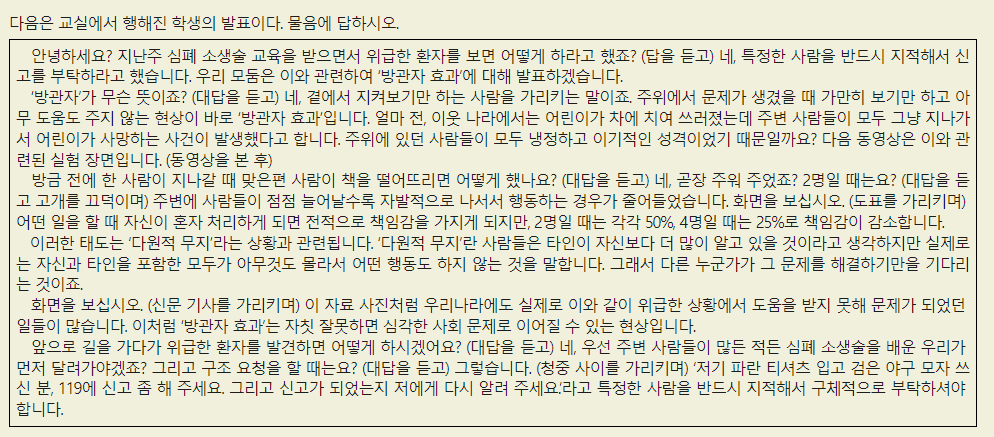 다음은 교실에서 행해진 학생의 발표이다. 물음에 답하시오.
안녕하세요? 지난주 심폐 소생술 교육을 받으면서 위급한 환자를 보면 어떻게 하라고 했죠? (답을 듣고) 네, 특정한 사람을 반드시 지적해서 신
고를 부탁하라고 했습니다. 우리 모둠은 이와 관련하여 '방관자 효과'에 대해 발표하겠습니다.
'방관자'가 무슨 뜻이죠? (대답을 듣고) 네, 곁에서 지켜보기만 하는 사람을 가리키는 말이죠. 주위에서 문제가 생겼을 때 가만히 보기만 하고 아
무 도움도 주지 않는 현상이 바로 '방관자 효과'입니다. 얼마 전, 이웃 나라에서는 어린이가 차에 치여 쓰러졌는데 주변 사람들이 모두 그냥 지나가
서 어린이가 사망하는 사건이 발생했다고 합니다. 주위에 있던 사람들이 모두 냉정하고 이기적인 성격이었기 때문일까요? 다음 동영상은 이와 관
련된 실험 장면입니다. (동영상을 본 후)
방금 전에 한 사람이 지나갈 때 맞은편 사람이 책을 떨어뜨리면 어떻게 했나요? (대답을 듣고) 네, 곧장 주워 주었죠? 2명일 때는요? (대답을 듣
고 고개를 끄덕이며) 주변에 사람들이 점점 늘어날수록 자발적으로 나서서 행동하는 경우가 줄어들었습니다. 화면을 보십시오. (도표를 가리키며)
어떤 일을 할 때 자신이 혼자 처리하게 되면 전적으로 책임감을 가지게 되지만, 2명일 때는 각각 50%, 4명일 때는 25%로 책임감이 감소합니다.
이러한 태도는 '다원적 무지'라는 상황과 관련됩니다. '다원적 무지'란 사람들은 타인이 자신보다 더 많이 알고 있을 것이라고 생각하지만 실제로
는 자신과 타인을 포함한 모두가 아무것도 몰라서 어떤 행동도 하지 않는 것을 말합니다. 그래서 다른 누군가가 그 문제를 해결하기만을 기다리
는 것이죠.
화면을 보십시오. (신문 기사를 가리키며) 이 자료 사진처럼 우리나라에도 실제로 이와 같이 위급한 상황에서 도움을 받지 못해 문제가 되었던
일들이 많습니다. 이처럼 '방관자 효과'는 자칫 잘못하면 심각한 사회 문제로 이어질 수 있는 현상입니다.
앞으로 길을 가다가 위급한 환자를 발견하면 어떻게 하시겠어요? (대답을 듣고) 네, 우선 주변 사람들이 많든 적든 심폐 소생술을 배운 우리가
먼저 달려가야겠죠? 그리고 구조 요청을 할 때는요? (대답을 듣고) 그렇습니다. (청중 사이를 가리키며) '저기 파란 티셔츠 입고 검은 야구 모자 쓰
신 분, 119에 신고 좀 해 주세요. 그리고 신고가 되었는지 저에게 다시 알려 주세요.'라고 특정한 사람을 반드시 지적해서 구체적으로 부탁하셔야
합니다.